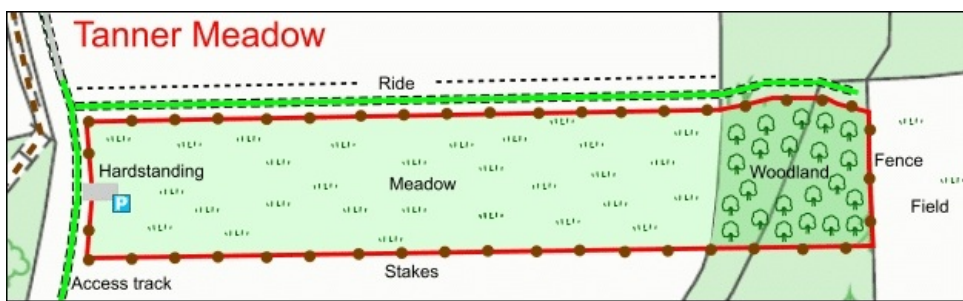 Tanner Meadow
Ride
Hardstanding
Meadow
Woodland
Fence
P
Field
Stakes
Access track